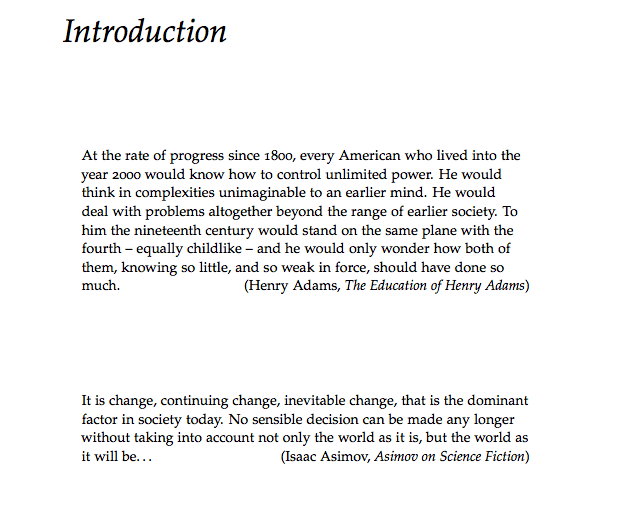 Introduction
At the rate of progress since 1800, every American who lived into the
year 2000 would know how to control unlimited power. He would
think in complexities unimaginable to an earlier mind. He would
deal with problems altogether beyond the range of earlier society. To
him the nineteenth century would stand on the same plane with the
fourth – equally childlike – and he would only wonder how both of
them, knowing so little, and so weak in force, should have done so
much. (Henry Adams, The Education of Henry Adams)
It is change, continuing change, inevitable change, that is the dominant
factor in society today. No sensible decision can be made any longer
without taking into account not only the world as it is, but the world as
it will be... (Isaac Asimov, Asimov on Science Fiction)